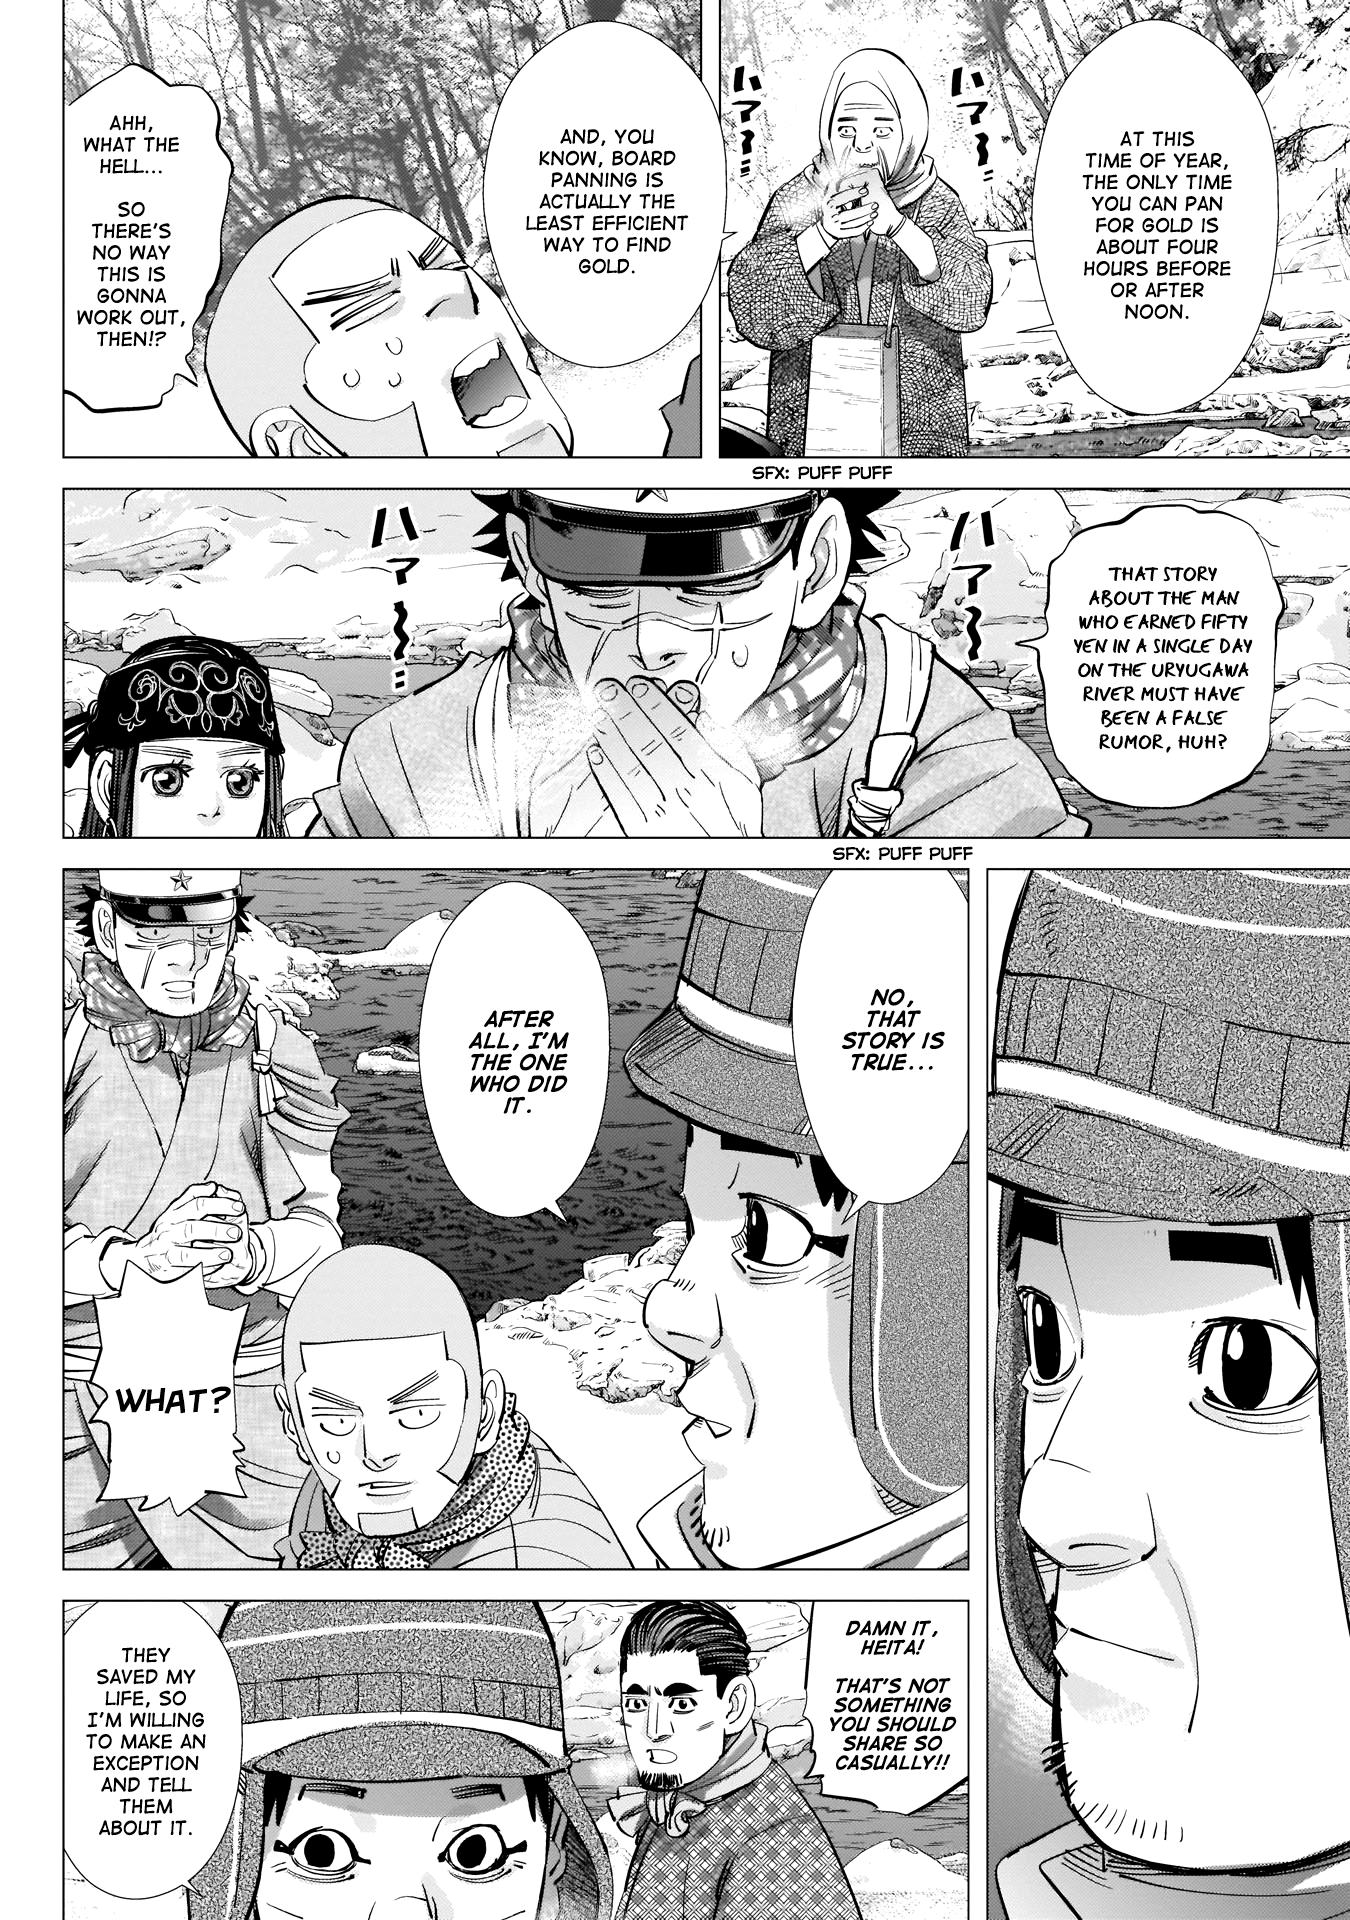 AT THIS
TIME OF YEAR,
THE ONLY TIME
YOU CAN PAN
FOR GOLD IS
ABOUT FOUR
HOURS BEFORE
OR AFTER
NOON.
ハァ〜〜
ハァ〜〜
SFX: PUFF PUFF
AND, YOU
KNOW, BOARD
PANNING IS
ACTUALLY THE
LEAST EFFICIENT
WAY TO FIND
GOLD.
AHH,
WHAT THE
HELL...
SO
THERE'S
NO WAY
THIS IS
GONNA
WORK OUT,
THEN!?
THAT STORY
ABOUT THE MAN
WHO EARNED FIFTY
YEN IN A SINGLE DAY
ON THE URYUGAWA
RIVER MUST HAVE
BEEN A FALSE
RUMOR, HUH?
ハァ〜〜
ハァ〜〜
SFX: PUFF PUFF
NO,
THAT
STORY IS
TRUE...
AFTER
ALL, I'M
THE ONE
WHO DID
IT.
WHAT?
DAMN IT,
HEITA!
THAT'S NOT
SOMETHING
YOU SHOULD
SHARE SO
CASUALLY!!
THEY
SAVED MY
LIFE, SO
I'M WILLING
TO MAKE AN
EXCEPTION
AND TELL
THEM
ABOUT IT.